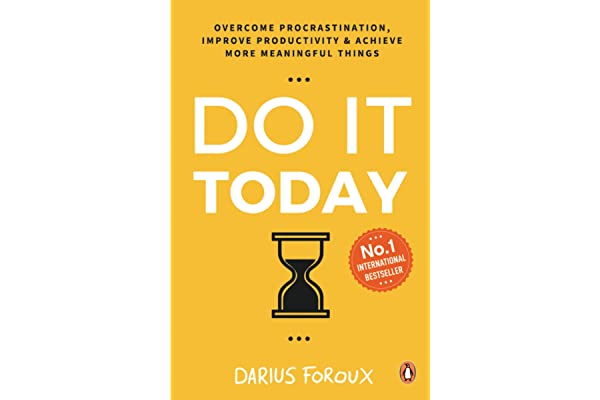 OVERCOME PROCRASTINATION,
IMPROVE PRODUCTIVITY & ACHIEVE
MORE MEANINGFUL THINGS
DO IT
TODAY
No.1
INTERNATIONAL
BESTSELLER
DARIUS FOROUX